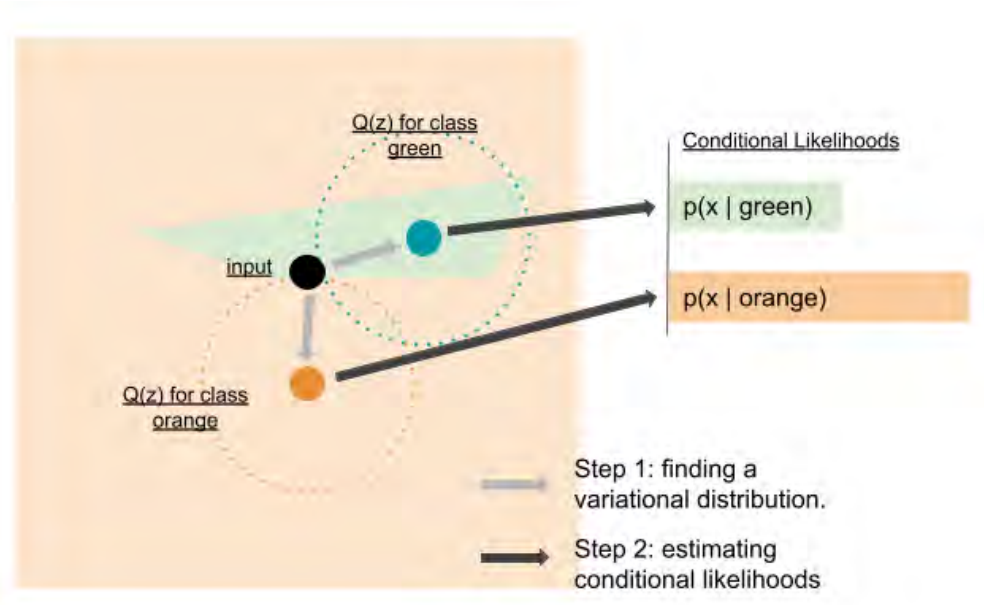 Q(z) for class
green
Conditional Likelihoods
p(x | green)
input
p(x | orange)
Q(z) for class
orange
Step 1: finding a
variational distribution.
Step 2: estimating
conditional likelihoods